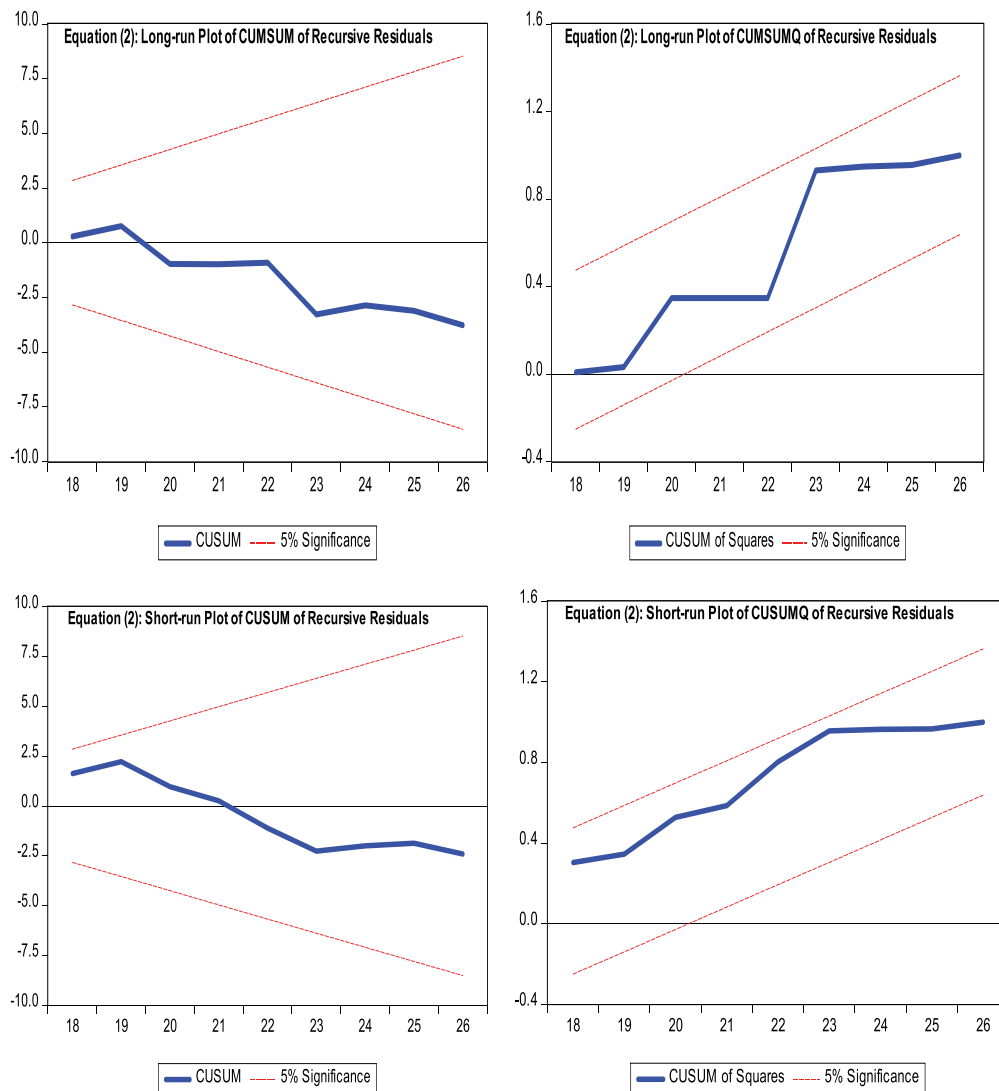 Equation (2): Long-run Plot of CUMSUM of Recursive Residuals
10.0
7.5
5.0
2.5
0.0
-2.5
-5.0
-7.5
-10.0
18 19 20 21 22 23 24 25 26
CUSUM 5% Significance
Equation (2): Long-run Plot of CUMSUMQ of Recursive Residuals
1.6
1.2
0.8
0.4
0.0
-0.4
18 19 20 21 22 23 24 25 26
CUSUM of Squares 5% Significance
Equation (2): Short-run Plot of CUSUM of Recursive Residuals
10.0
7.5
5.0
2.5
0.0
-2.5
-5.0
-7.5
-10.0
18 19 20 21 22 23 24 25 26
CUSUM 5% Significance
Equation (2): Short-run Plot of CUSUMQ of Recursive Residuals
1.6
1.2
0.8
0.4
0.0
-0.4
18 19 20 21 22 23 24 25 26
CUSUM of Squares 5% Significance